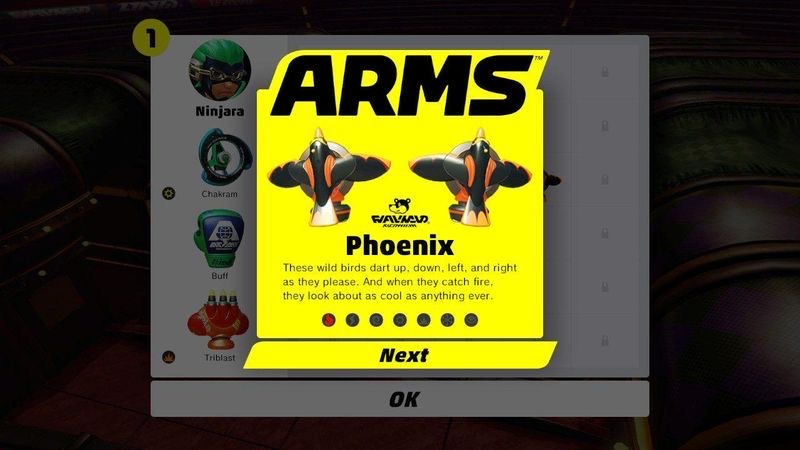 1
ARMS™
Ninjara
Chakram
Buff
Triblast
Phoenix
These wild birds dart up, down, left, and right
as they please. And when they catch fire,
they look about as cool as anything ever.
Next
OK